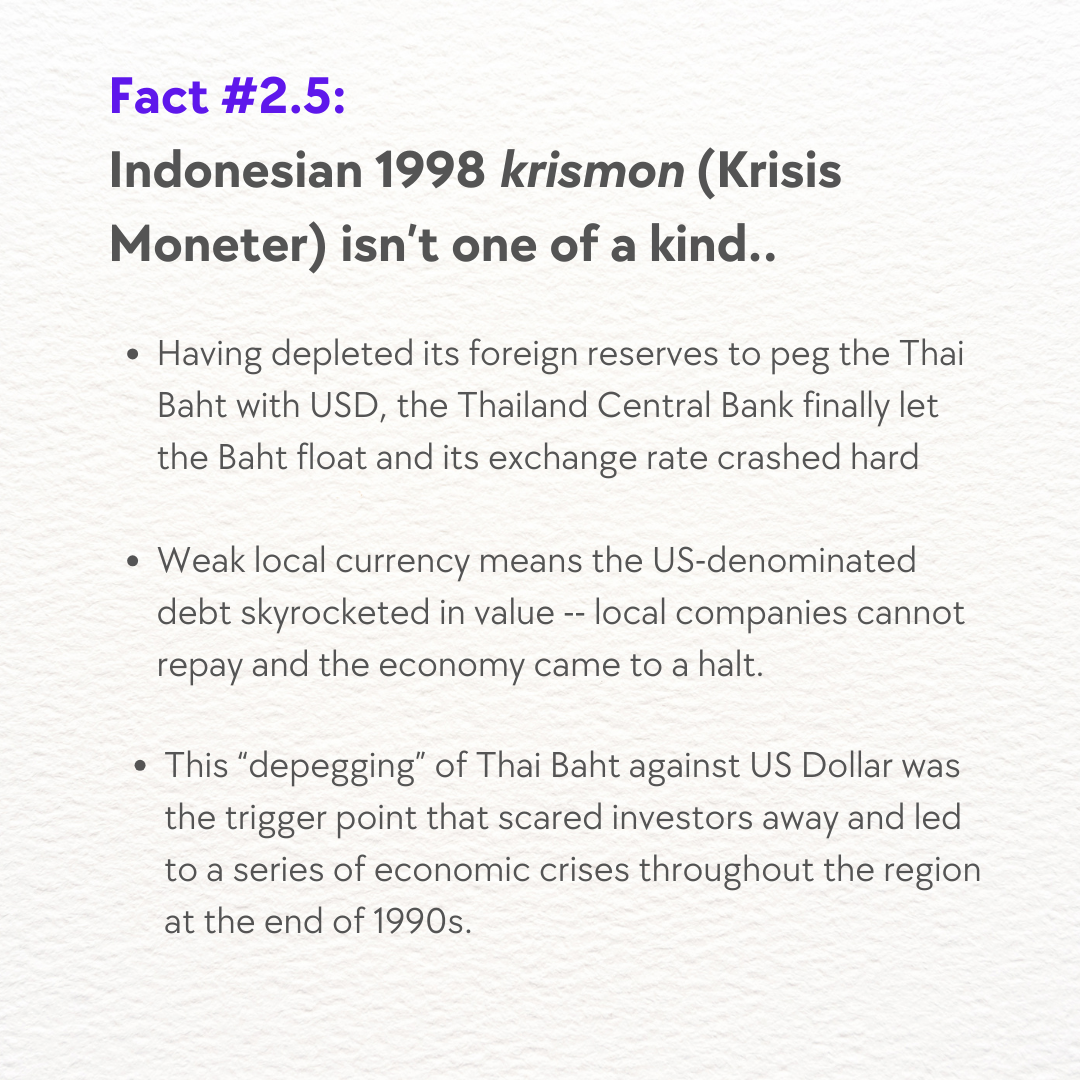 Fact #2.5:
Indonesian 1998 krismon (Krisis
Moneter) isn't one of a kind..
• Having depleted its foreign reserves to peg the Thai
Baht with USD, the Thailand Central Bank finally let
the Baht float and its exchange rate crashed hard
• Weak local currency means the US-denominated
debt skyrocketed in value -- local companies cannot
repay and the economy came to a halt.
• This “depegging” of Thai Baht against US Dollar was
the trigger point that scared investors away and led
to a series of economic crises throughout the region
at the end of 1990s.